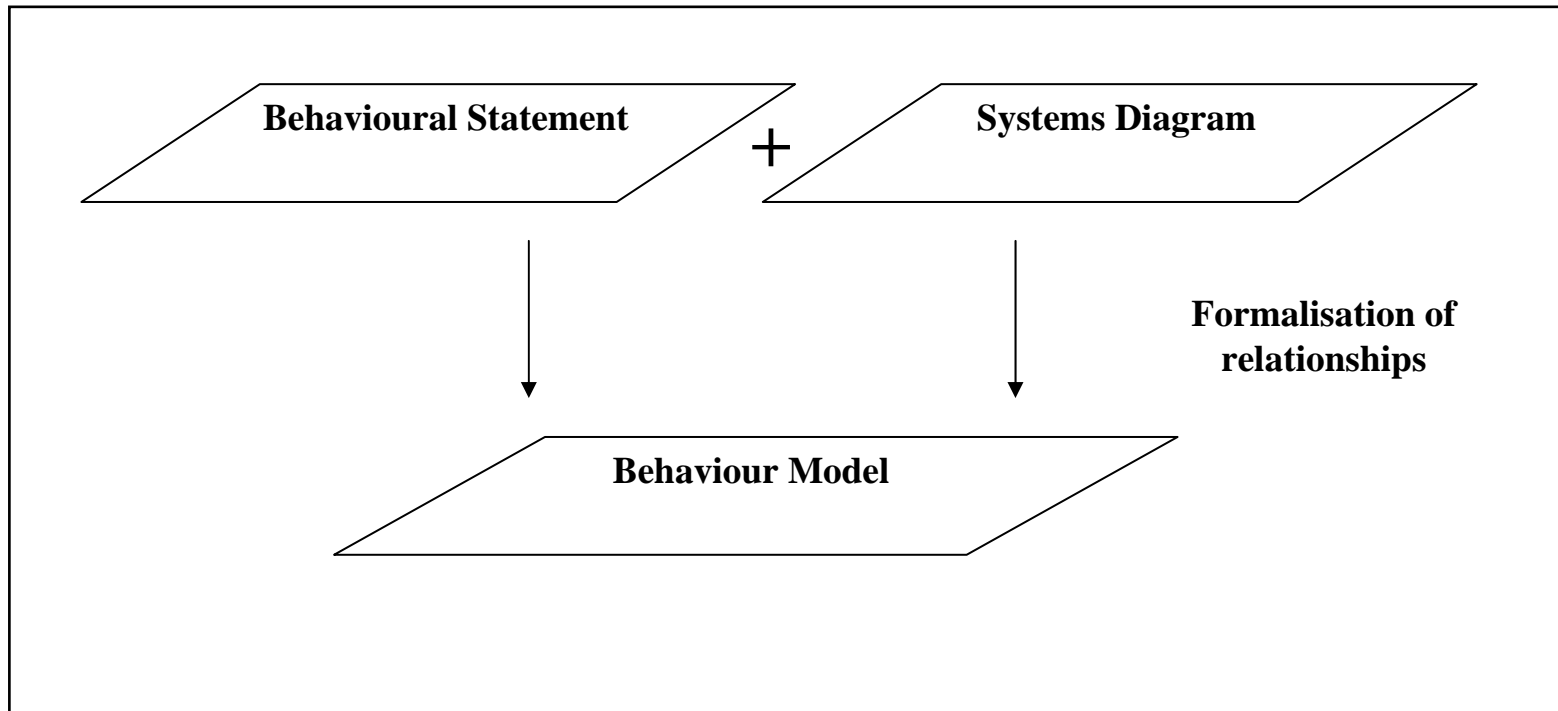 Behavioural Statement
+
Systems Diagram
Formalisation of
relationships
Behaviour Model